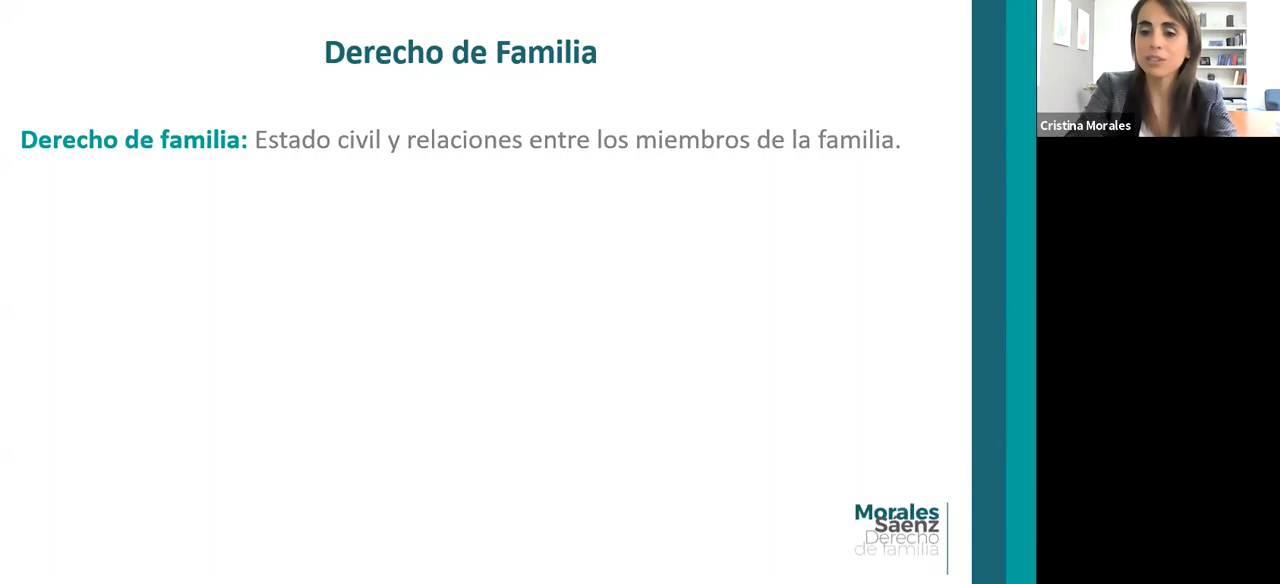 Derecho de Familia
Derecho de familia: Estado civil y relaciones entre los miembros de la familia.
Cristina Morales
Morales
Sáenz
Derecho
de familia